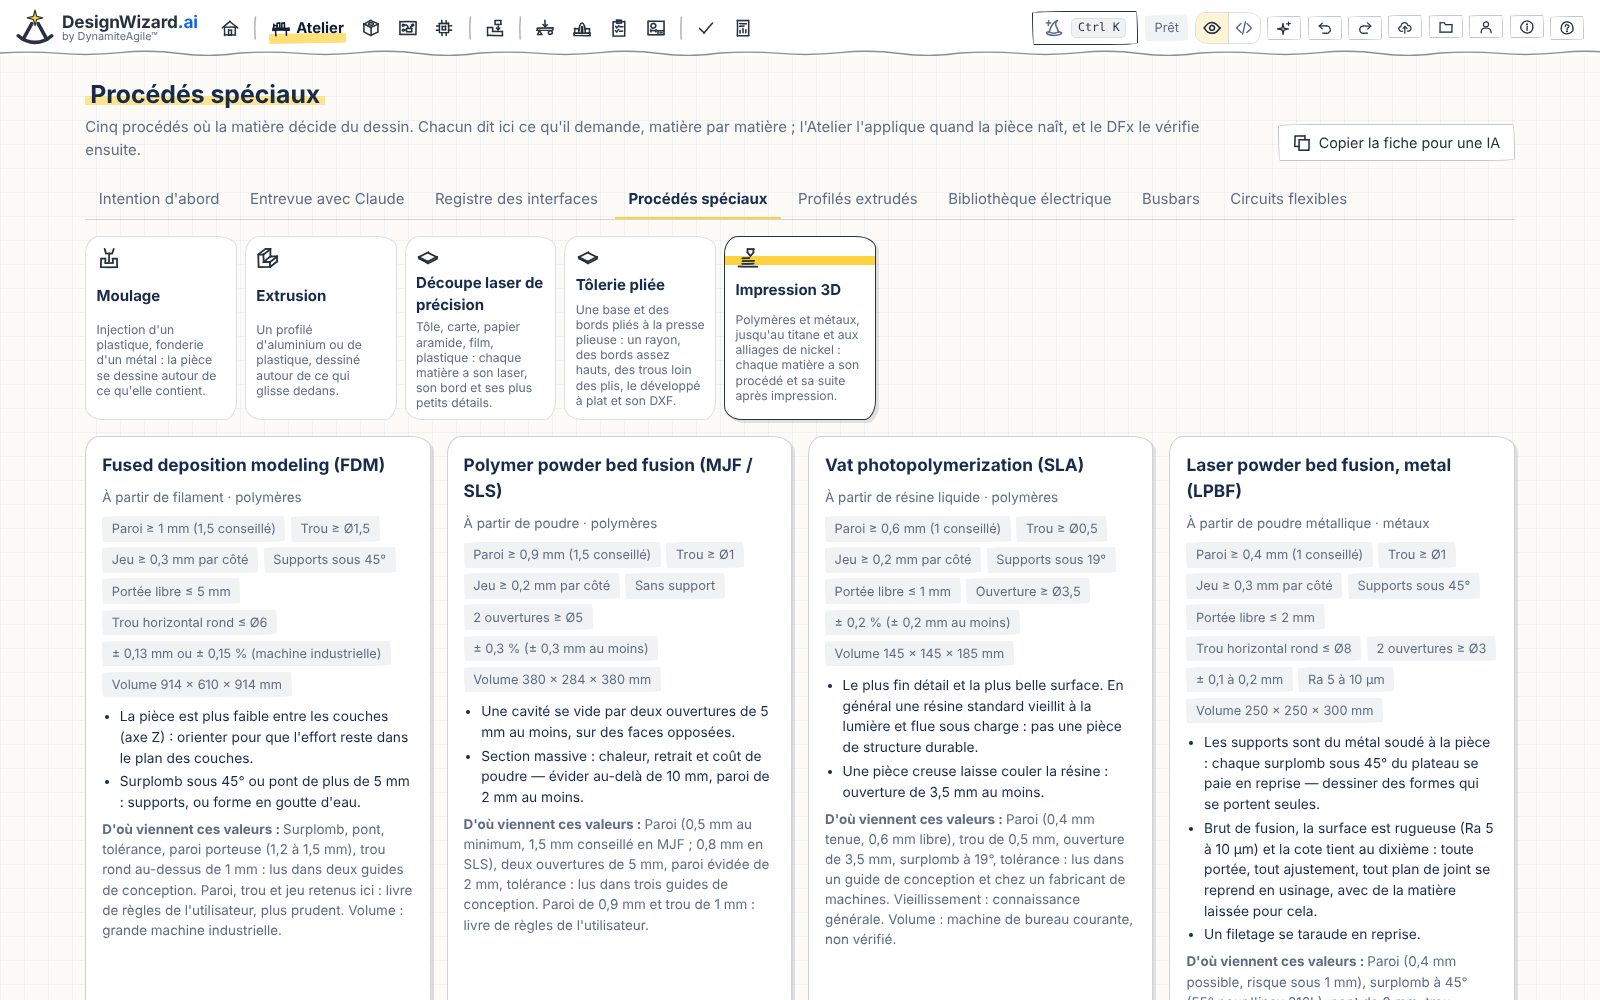 DesignWizard.ai
by DynamiteAgile™
Atelier
Ctrl K
Prêt
Procédés spéciaux
Cinq procédés où la matière décide du dessin. Chacun dit ici ce qu'il demande, matière par matière ; l'Atelier l'applique quand la pièce naît, et le DFx le vérifie
ensuite.
Copier la fiche pour une IA
Intention d'abord
Entrevue avec Claude
Registre des interfaces
Procédés spéciaux
Profilés extrudés
Bibliothèque électrique
Busbars
Circuits flexibles
Moulage
Injection d'un
plastique, fonderie
d'un métal : la pièce
se dessine autour de
ce qu'elle contient.
Extrusion
Un profilé
d'aluminium ou de
plastique, dessiné
autour de ce qui
glisse dedans.
Découpe laser de
précision
Tôle, carte, papier
aramide, film,
plastique : chaque
matière a son laser,
son bord et ses plus
petits détails.
Tôlerie pliée
Une base et des
bords pliés à la presse
plieuse : un rayon,
des bords assez
hauts, des trous loin
des plis, le développé
à plat et son DXF.
Impression 3D
Polymères et métaux,
jusqu'au titane et aux
alliages de nickel :
chaque matière a son
procédé et sa suite
après impression.
Fused deposition modeling (FDM)
À partir de filament · polymères
Paroi ≥ 1 mm (1,5 conseillé)
Trou ≥ Ø1,5
Jeu ≥ 0,3 mm par côté
Supports sous 45°
Portée libre ≤ 5 mm
Trou horizontal rond ≤ Ø6
± 0,13 mm ou ± 0,15 % (machine industrielle)
Volume 914 × 610 × 914 mm
• La pièce est plus faible entre les couches
(axe Z) : orienter pour que l'effort reste dans
le plan des couches.
• Surplomb sous 45° ou pont de plus de 5 mm
: supports, ou forme en goutte d'eau.
D'où viennent ces valeurs : Surplomb, pont,
tolérance, paroi porteuse (1,2 à 1,5 mm), trou
rond au-dessus de 1 mm : lus dans deux guides
de conception. Paroi, trou et jeu retenus ici : livre
de règles de l'utilisateur, plus prudent. Volume :
grande machine industrielle.
Polymer powder bed fusion (MJF /
SLS)
À partir de poudre · polymères
Paroi ≥ 0,9 mm (1,5 conseillé)
Trou ≥ Ø1
Jeu ≥ 0,2 mm par côté
Sans support
2 ouvertures ≥ Ø5
± 0,3 % (± 0,3 mm au moins)
Volume 380 × 284 × 380 mm
• Une cavité se vide par deux ouvertures de 5
mm au moins, sur des faces opposées.
• Section massive : chaleur, retrait et coût de
poudre — évider au-delà de 10 mm, paroi de
2 mm au moins.
D'où viennent ces valeurs : Paroi (0,5 mm au
minimum, 1,5 mm conseillé en MJF ; 0,8 mm en
SLS), deux ouvertures de 5 mm, paroi évidée de
2 mm, tolérance : lus dans trois guides de
conception. Paroi de 0,9 mm et trou de 1 mm :
livre de règles de l'utilisateur.
Vat photopolymerization (SLA)
À partir de résine liquide · polymères
Paroi ≥ 0,6 mm (1 conseillé)
Trou ≥ Ø0,5
Jeu ≥ 0,2 mm par côté
Supports sous 19°
Portée libre ≤ 1 mm
Ouverture ≥ Ø3,5
± 0,2 % (± 0,2 mm au moins)
Volume 145 × 145 × 185 mm
• Le plus fin détail et la plus belle surface. En
général une résine standard vieillit à la
lumière et flue sous charge : pas une pièce
de structure durable.
• Une pièce creuse laisse couler la résine :
ouverture de 3,5 mm au moins.
D'où viennent ces valeurs : Paroi (0,4 mm
tenue, 0,6 mm libre), trou de 0,5 mm, ouverture
de 3,5 mm, surplomb à 19°, tolérance : lus dans
un guide de conception et chez un fabricant de
machines. Vieillissement : connaissance
générale. Volume : machine de bureau courante,
non vérifié.
Laser powder bed fusion, metal
(LPBF)
À partir de poudre métallique · métaux
Paroi ≥ 0,4 mm (1 conseillé)
Trou ≥ Ø1
Jeu ≥ 0,3 mm par côté
Supports sous 45°
Portée libre ≤ 2 mm
Trou horizontal rond ≤ Ø8
2 ouvertures ≥ Ø3
± 0,1 à 0,2 mm
Ra 5 à 10 µm
Volume 250 × 250 × 300 mm
• Les supports sont du métal soudé à la pièce
: chaque surplomb sous 45° du plateau se
paie en reprise — dessiner des formes qui
se portent seules.
• Brut de fusion, la surface est rugueuse (Ra 5
à 10 µm) et la cote tient au dixième : toute
portée, tout ajustement, tout plan de joint se
reprend en usinage, avec de la matière
laissée pour cela.
• Un filetage se taraude en reprise.
D'où viennent ces valeurs : Paroi (0,4 mm
possible, risque sous 1 mm), surplomb à 45°